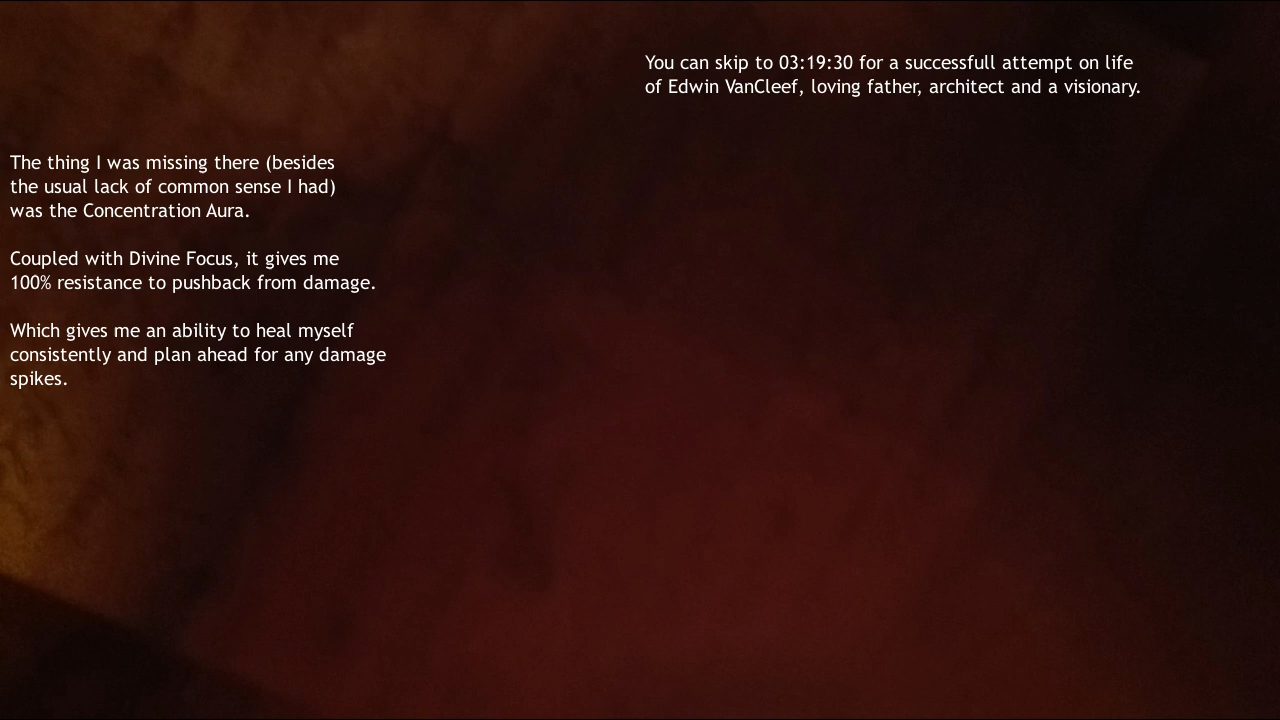 You can skip to 03:19:30 for a successfull attempt on life
of Edwin VanCleef, loving father, architect and a visionary.
The thing I was missing there (besides
the usual lack of common sense I had)
was the Concentration Aura.
Coupled with Divine Focus, it gives me
100% resistance to pushback from damage.
Which gives me an ability to heal myself
consistently and plan ahead for any damage
spikes.